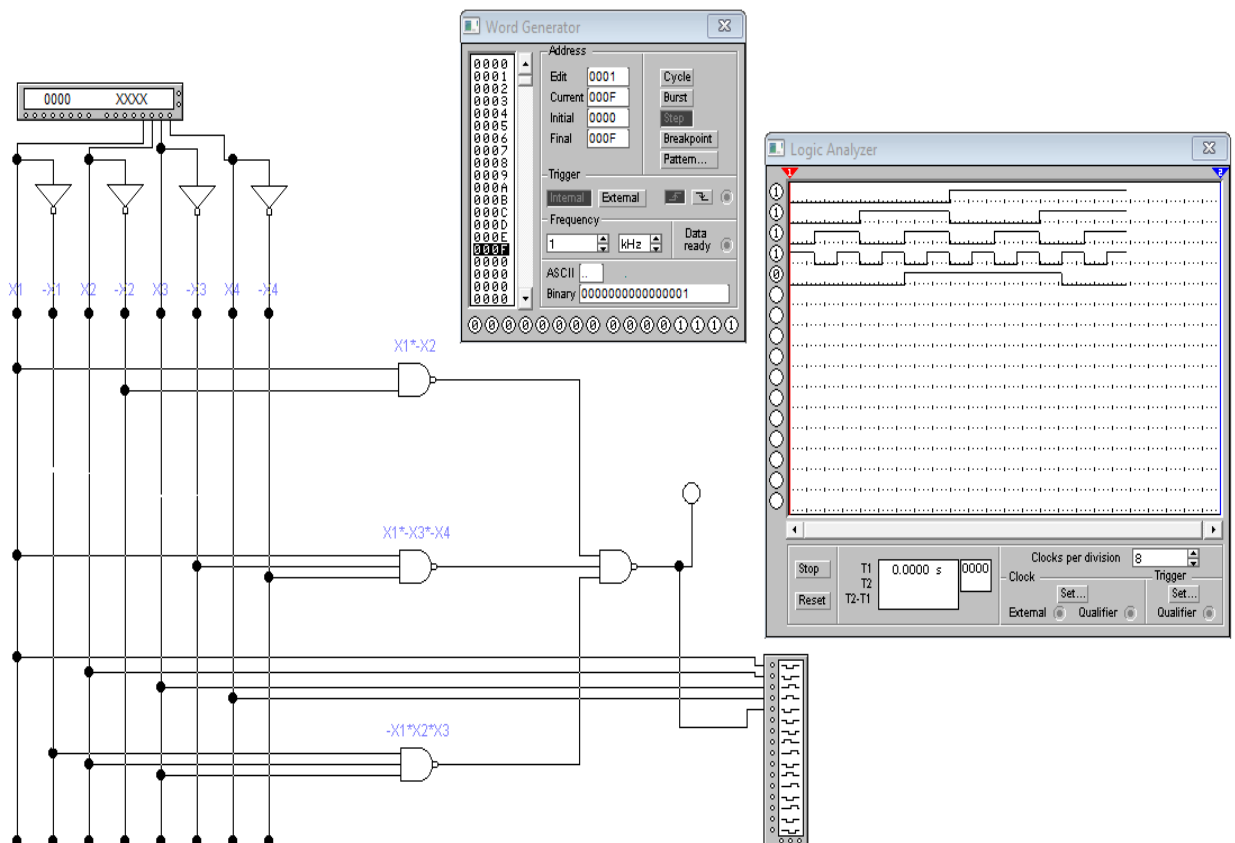 Word Generator
0000
0001
0002
0003
0004
0005
0006
0007
0008
0009
000A
000B
000C
000D
000E
000F
0000
0000
0000
0000
Address
Edit 0001
Current 000F
Initial 0000
Final 000F
Cycle
Burst
Step
Breakpoint
Pattern...
Trigger
Internal External
Frequency
1 kHz
Data
ready
ASCII ..
Binary 0000000000000001
0 0 0 0 0 0 0 0 0 0 0 0 1 1 1 1
0000 XXXX
X1 -X1 X2 -X2 X3 -X3 X4 -X4
X1*-X2
X1*-X3*-X4
-X1*X2*X3
Logic Analyzer
1 2
1
1
1
1
0
Stop
Reset
T1 0.0000 s 0000
T2
T2-T1
Clocks per division 8
Clock
Set...
External Qualifier
Trigger
Set...
Qualifier